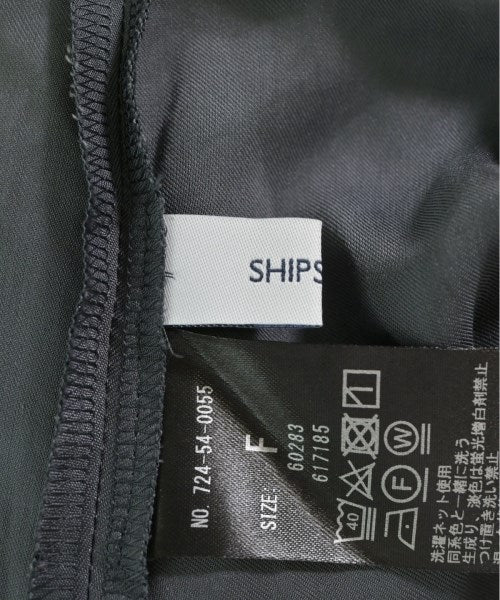 SHIPS
NO. 724-54-0055
SIZE: F
60283
617185
40
F
W
洗濯ネット使用
同系色と一緒に洗う
生成り、淡色は蛍光増白剤禁止
つけ置き洗い禁止